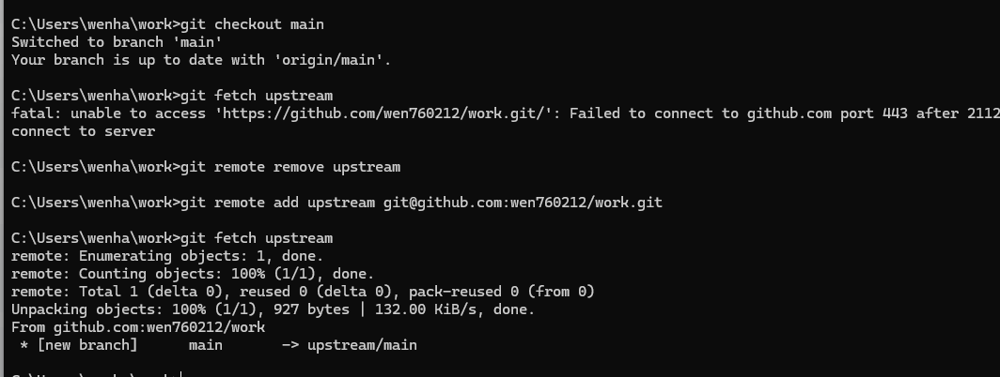 C:\Users\wenha\work>git checkout main
Switched to branch 'main'
Your branch is up to date with 'origin/main'.
C:\Users\wenha\work>git fetch upstream
fatal: unable to access 'https://github.com/wen760212/work.git/': Failed to connect to github.com port 443 after 2112
connect to server
C:\Users\wenha\work>git remote remove upstream
C:\Users\wenha\work>git remote add upstream git@github.com:wen760212/work.git
C:\Users\wenha\work>git fetch upstream
remote: Enumerating objects: 1, done.
remote: Counting objects: 100% (1/1), done.
remote: Total 1 (delta 0), reused 0 (delta 0), pack-reused 0 (from 0)
Unpacking objects: 100% (1/1), 927 bytes | 132.00 KiB/s, done.
From github.com:wen760212/work
 * [new branch]      main       -> upstream/main